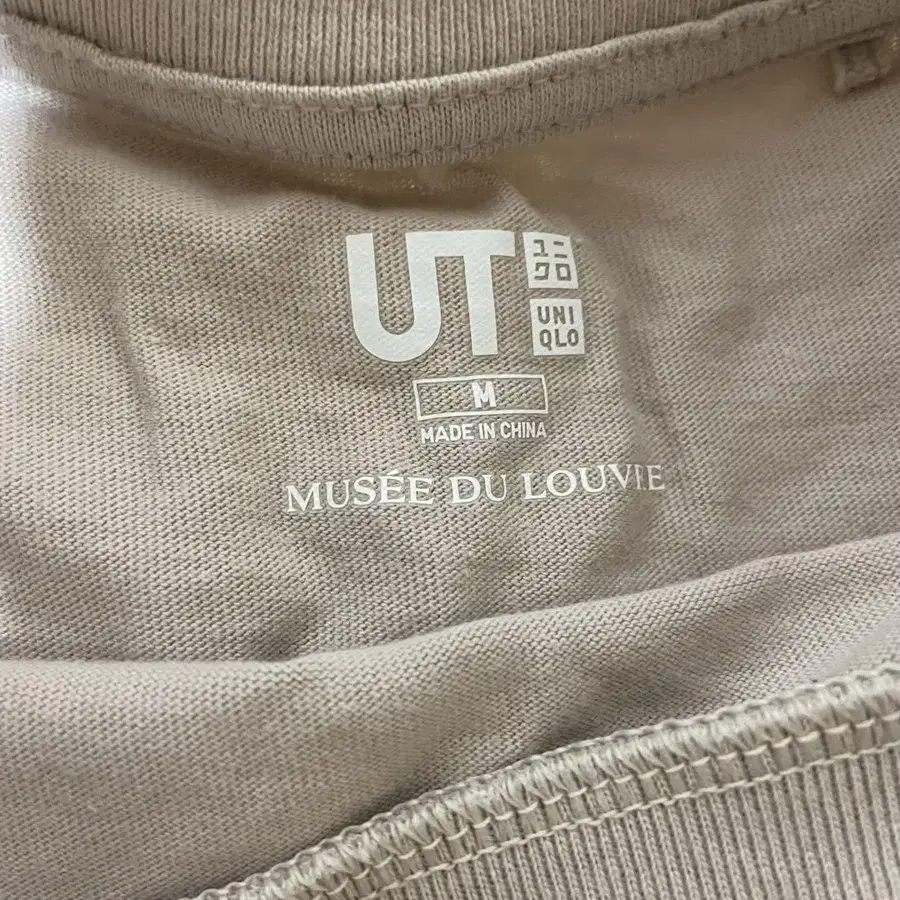 UT
ユニ
クロ
UNI
QLO
M
MADE IN CHINA
MUSÉE DU LOUVRE